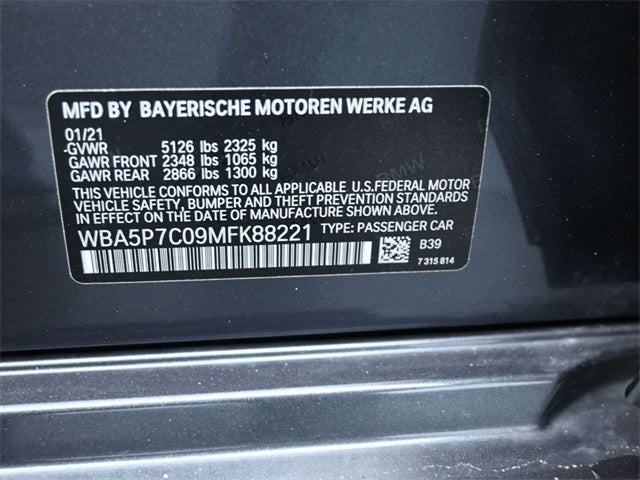 MFD BY BAYERISCHE MOTOREN WERKE AG
01/21
-GVWR 5126 lbs 2325 kg
GAWR FRONT 2348 lbs 1065 kg
GAWR REAR 2866 lbs 1300 kg
THIS VEHICLE CONFORMS TO ALL APPLICABLE U.S.FEDERAL MOTOR
VEHICLE SAFETY, BUMPER AND THEFT PREVENTION STANDARDS
IN EFFECT ON THE DATE OF MANUFACTURE SHOWN ABOVE.
WBA5P7C09MFK88221 TYPE: PASSENGER CAR
B39
7 315 814